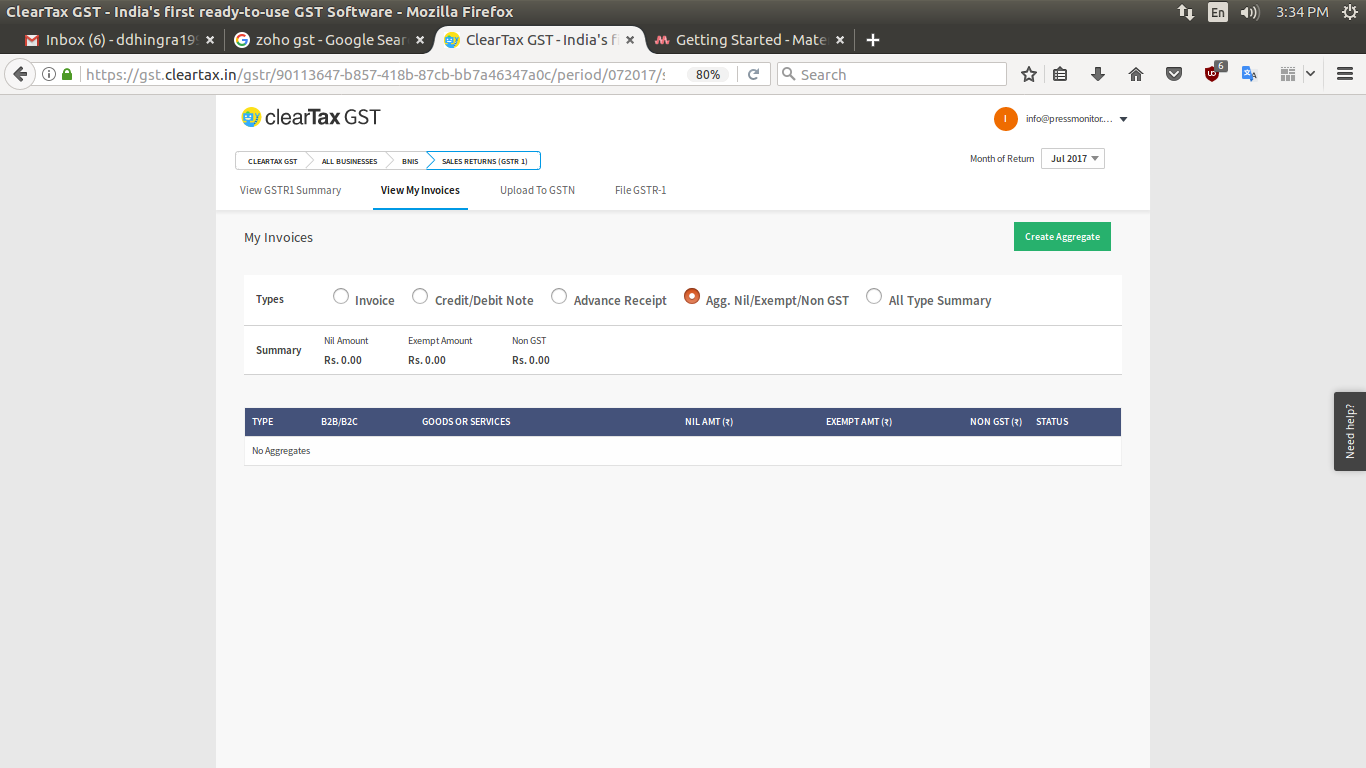 ClearTax GST - India's first ready-to-use GST Software - Mozilla Firefox
En
3:34 PM
Inbox (6) - ddhingra199
zoho gst - Google Sear
ClearTax GST - India's f
Getting Started - Mate
https://gst.cleartax.in/gstr/90113647-b857-418b-87cb-bb7a46347a0c/period/072017/s
80%
Search
6
clearTax GST
I
info@pressmonitor....
CLEARTAX GST
ALL BUSINESSES
BNIS
SALES RETURNS (GSTR 1)
Month of Return
Jul 2017
View GSTR1 Summary
View My Invoices
Upload To GSTN
File GSTR-1
My Invoices
Create Aggregate
Types
Invoice
Credit/Debit Note
Advance Receipt
Agg. Nil/Exempt/Non GST
All Type Summary
Summary
Nil Amount
Exempt Amount
Non GST
Rs. 0.00
Rs. 0.00
Rs. 0.00
TYPE
B2B/B2C
GOODS OR SERVICES
NIL AMT (₹)
EXEMPT AMT (₹)
NON GST (₹)
STATUS
No Aggregates
Need help?